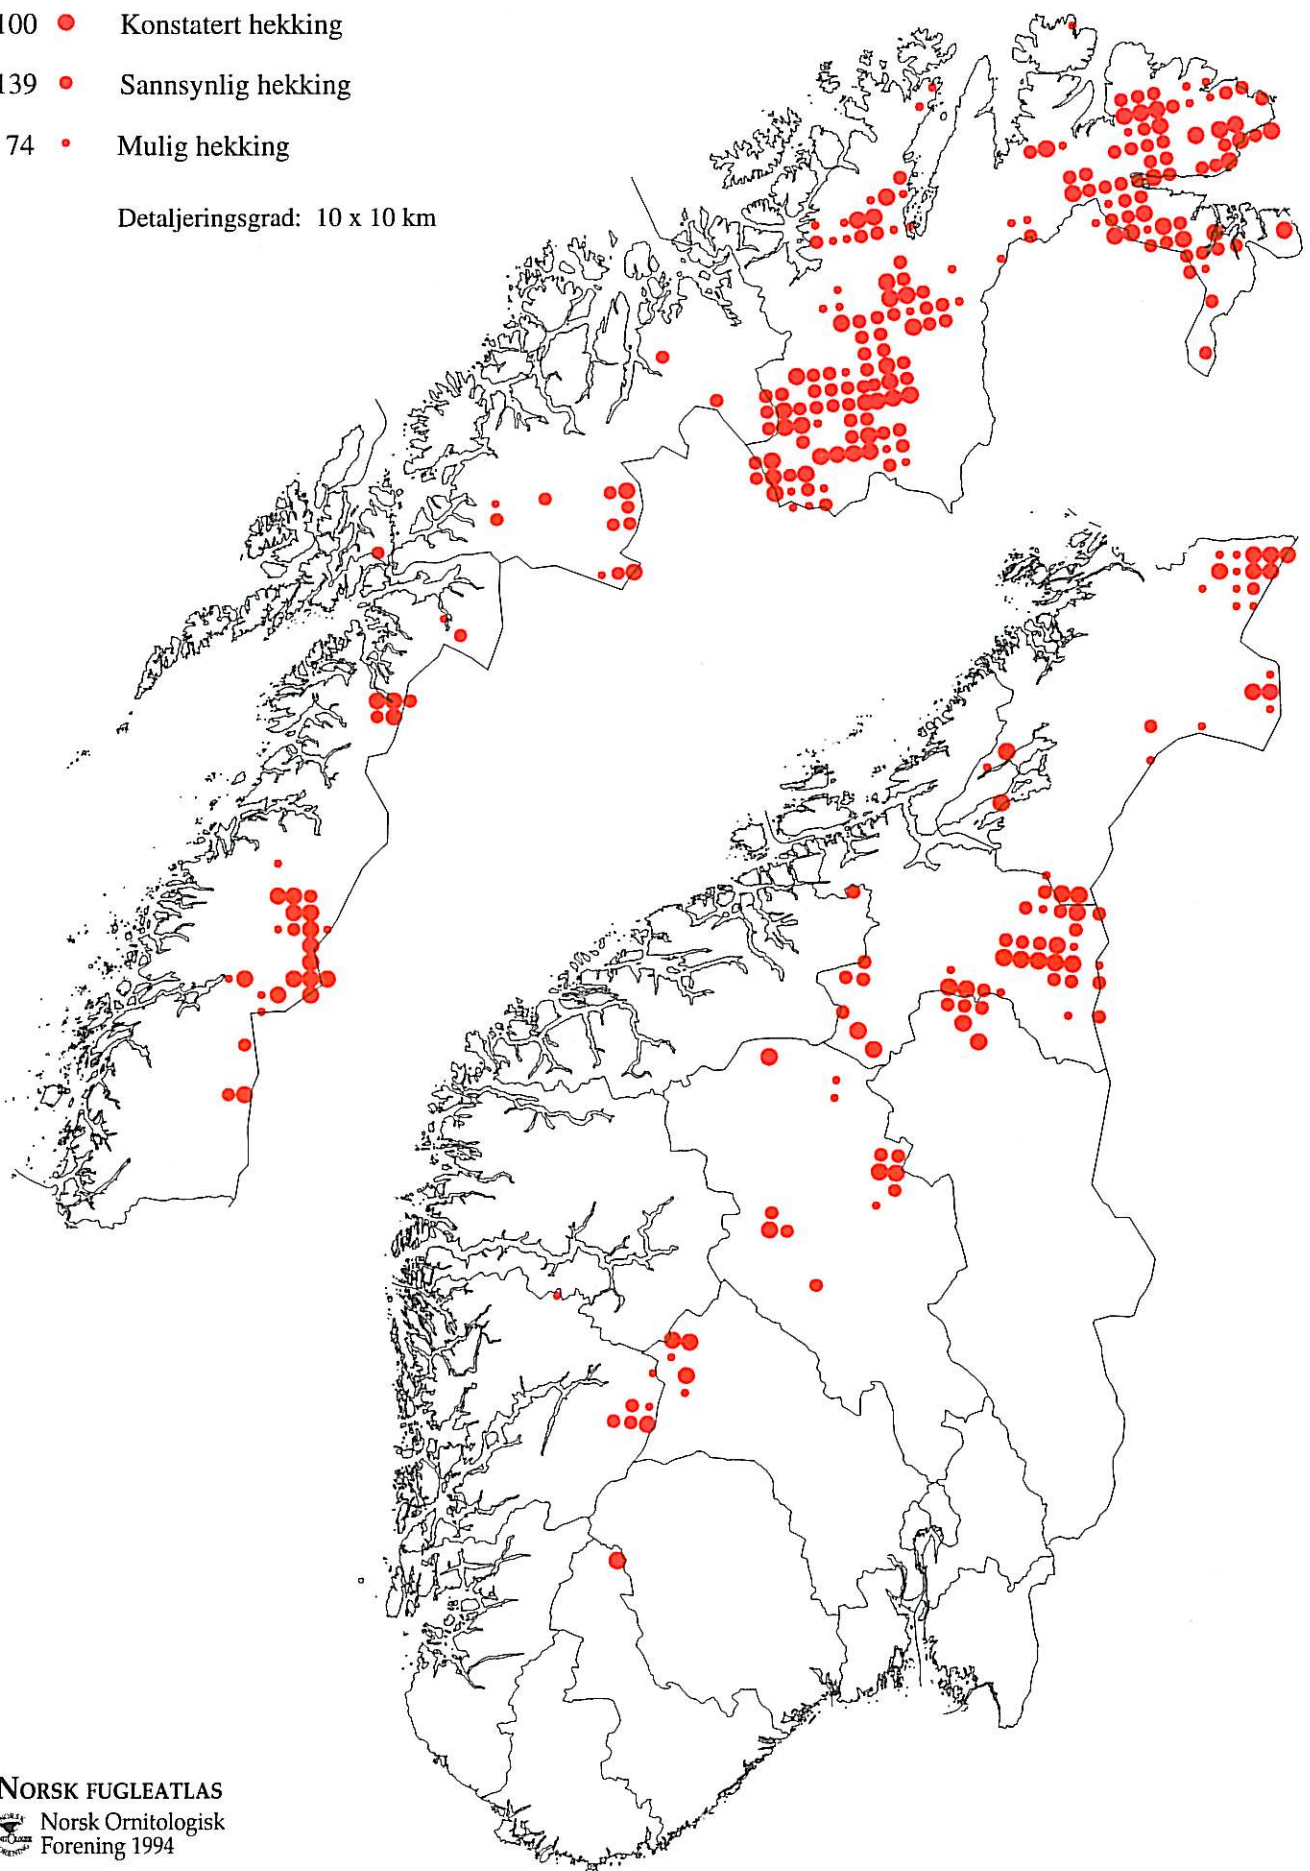 100 Konstatert hekking
139 Sannsynlig hekking
74 Mulig hekking
Detaljeringsgrad: 10 x 10 km
NORSK FUGLEATLAS
Norsk Ornitologisk
Forening 1994